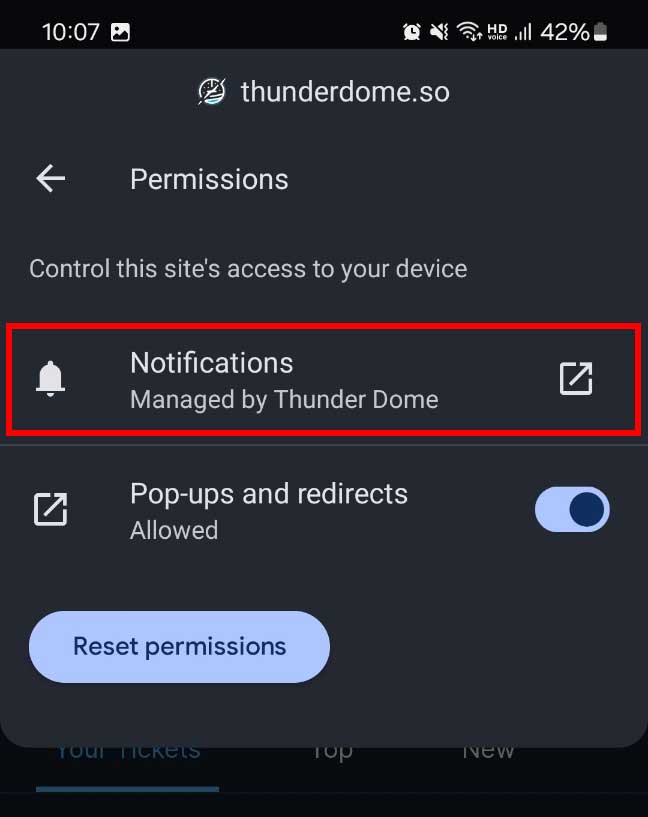 10:07 HD voice 42%
thunderdome.so
Permissions
Control this site's access to your device
Notifications
Managed by Thunder Dome
Pop-ups and redirects
Allowed
Reset permissions
Your Tickets Top New